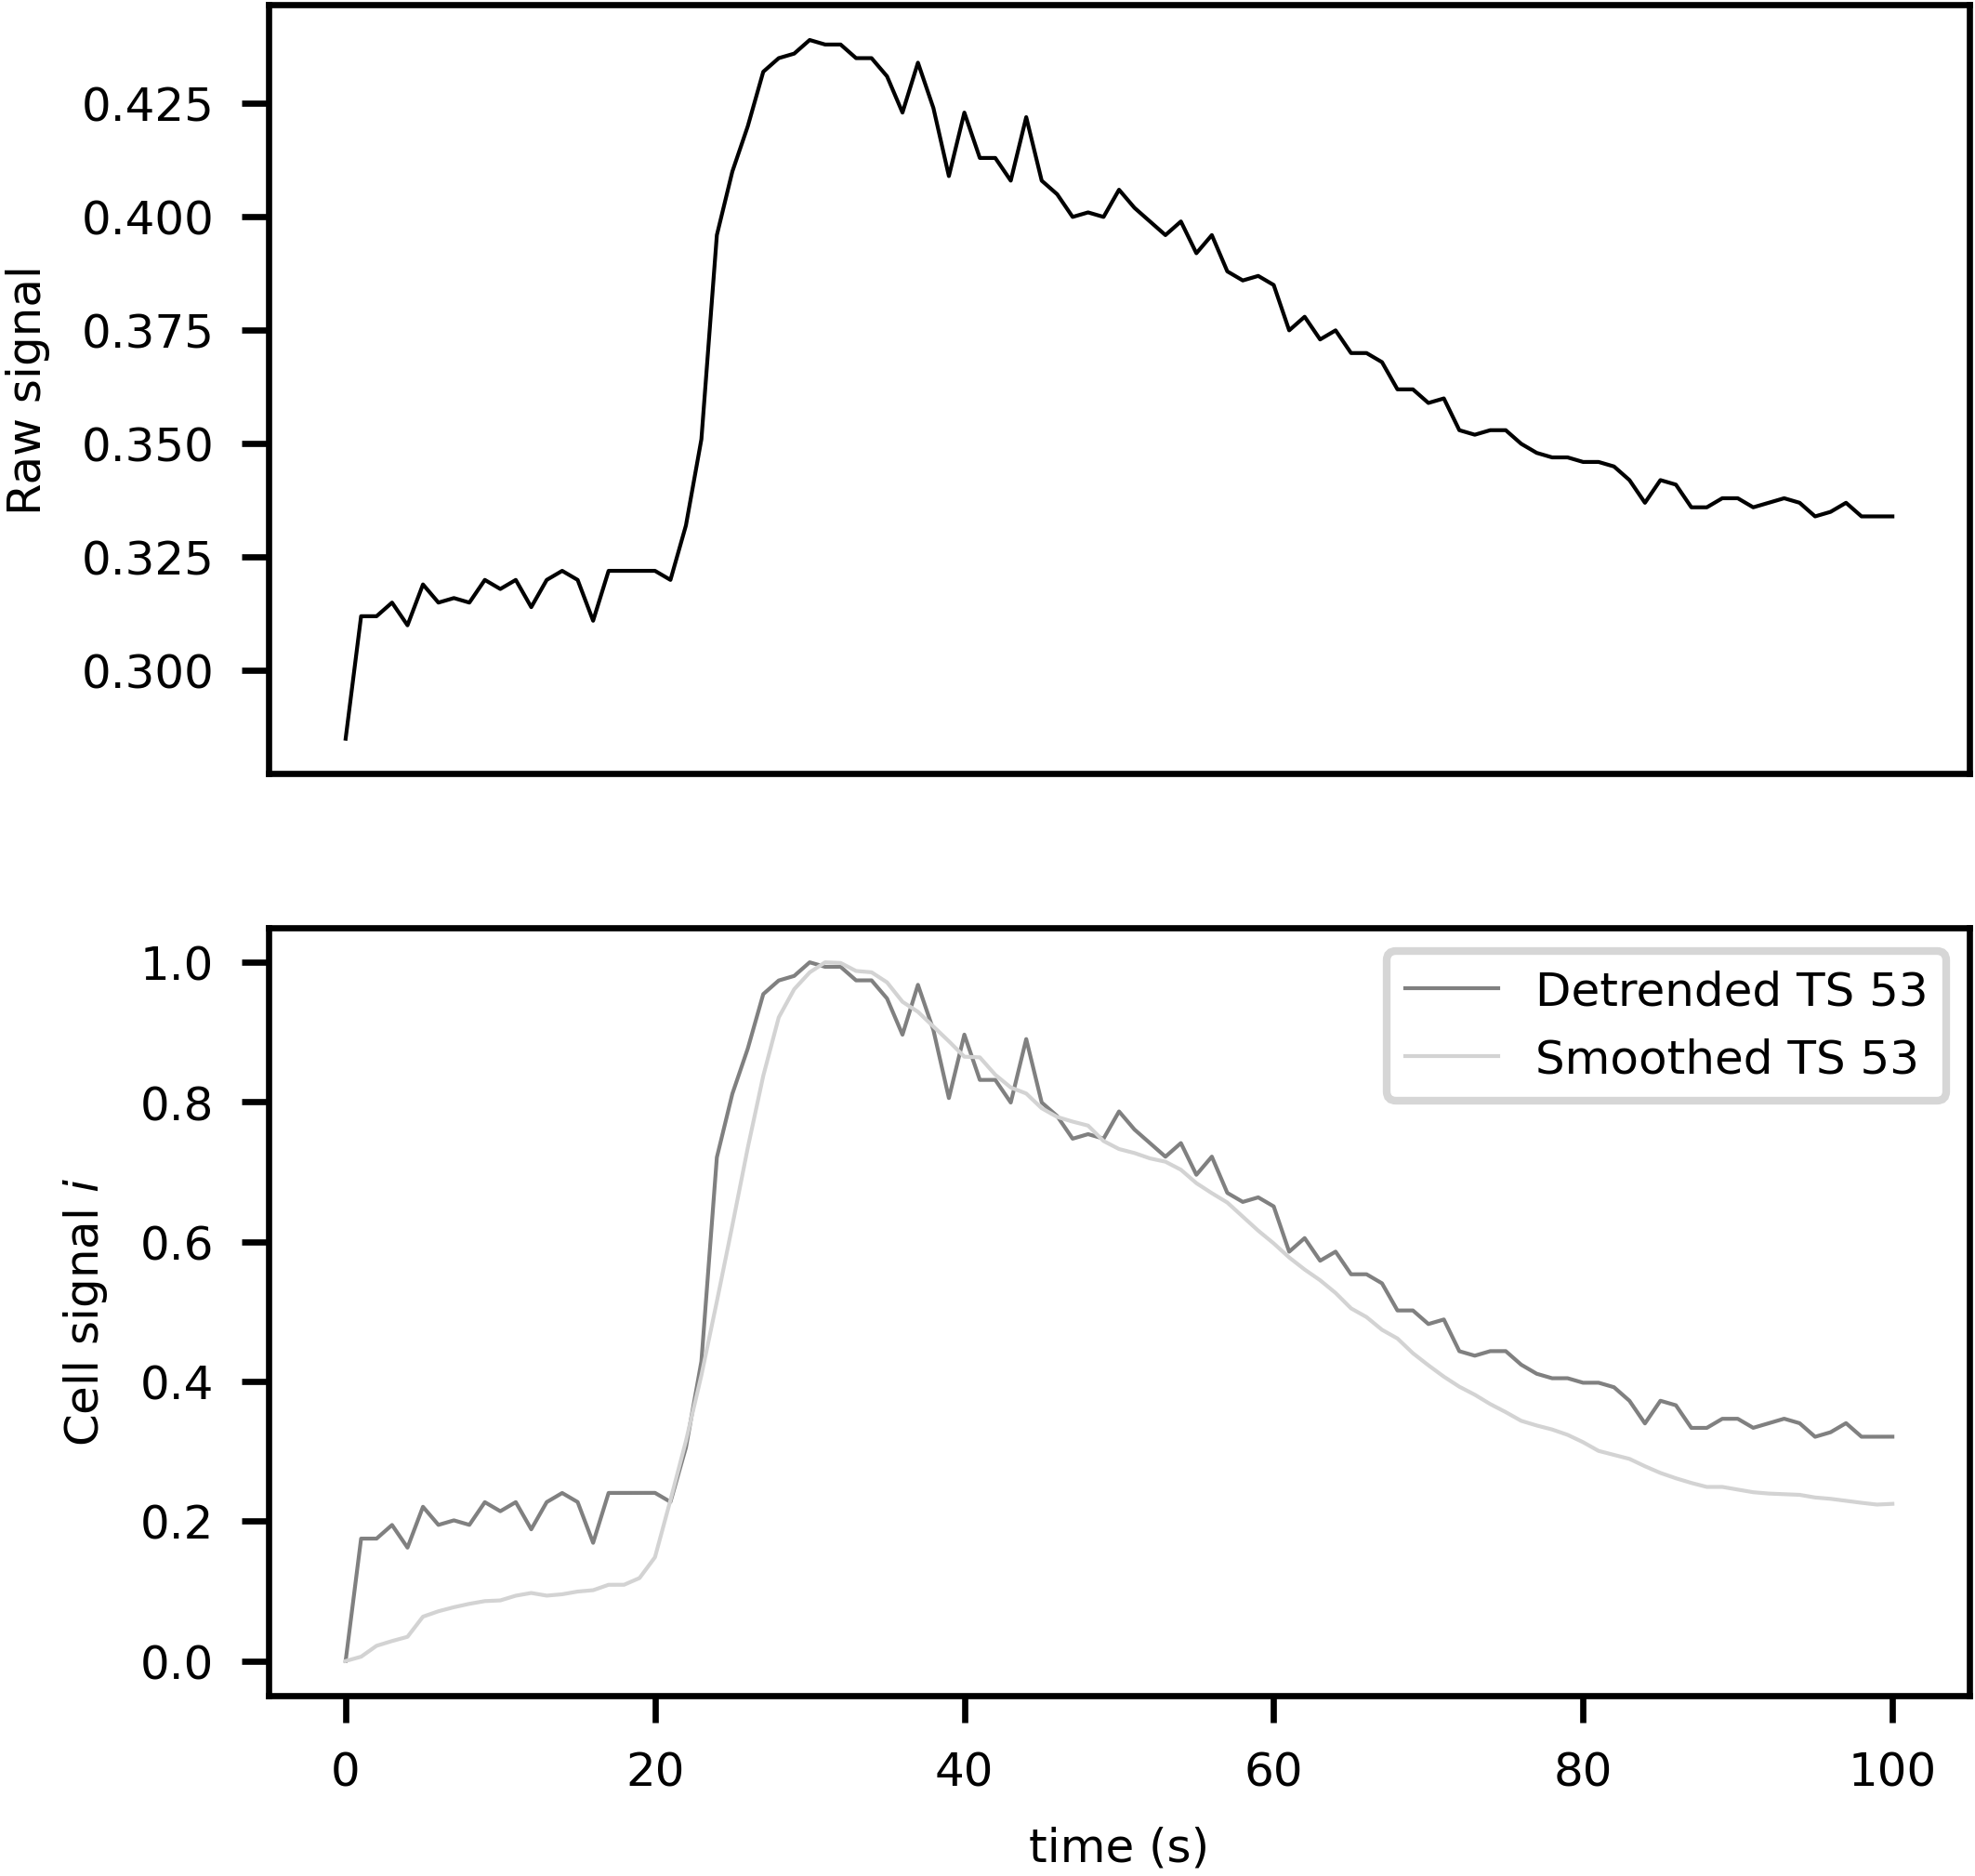 Raw signal
0.425
0.400
0.375
0.350
0.325
0.300
Cell signal i
1.0
0.8
0.6
0.4
0.2
0.0
Detrended TS 53
Smoothed TS 53
0 20 40 60 80 100
time (s)